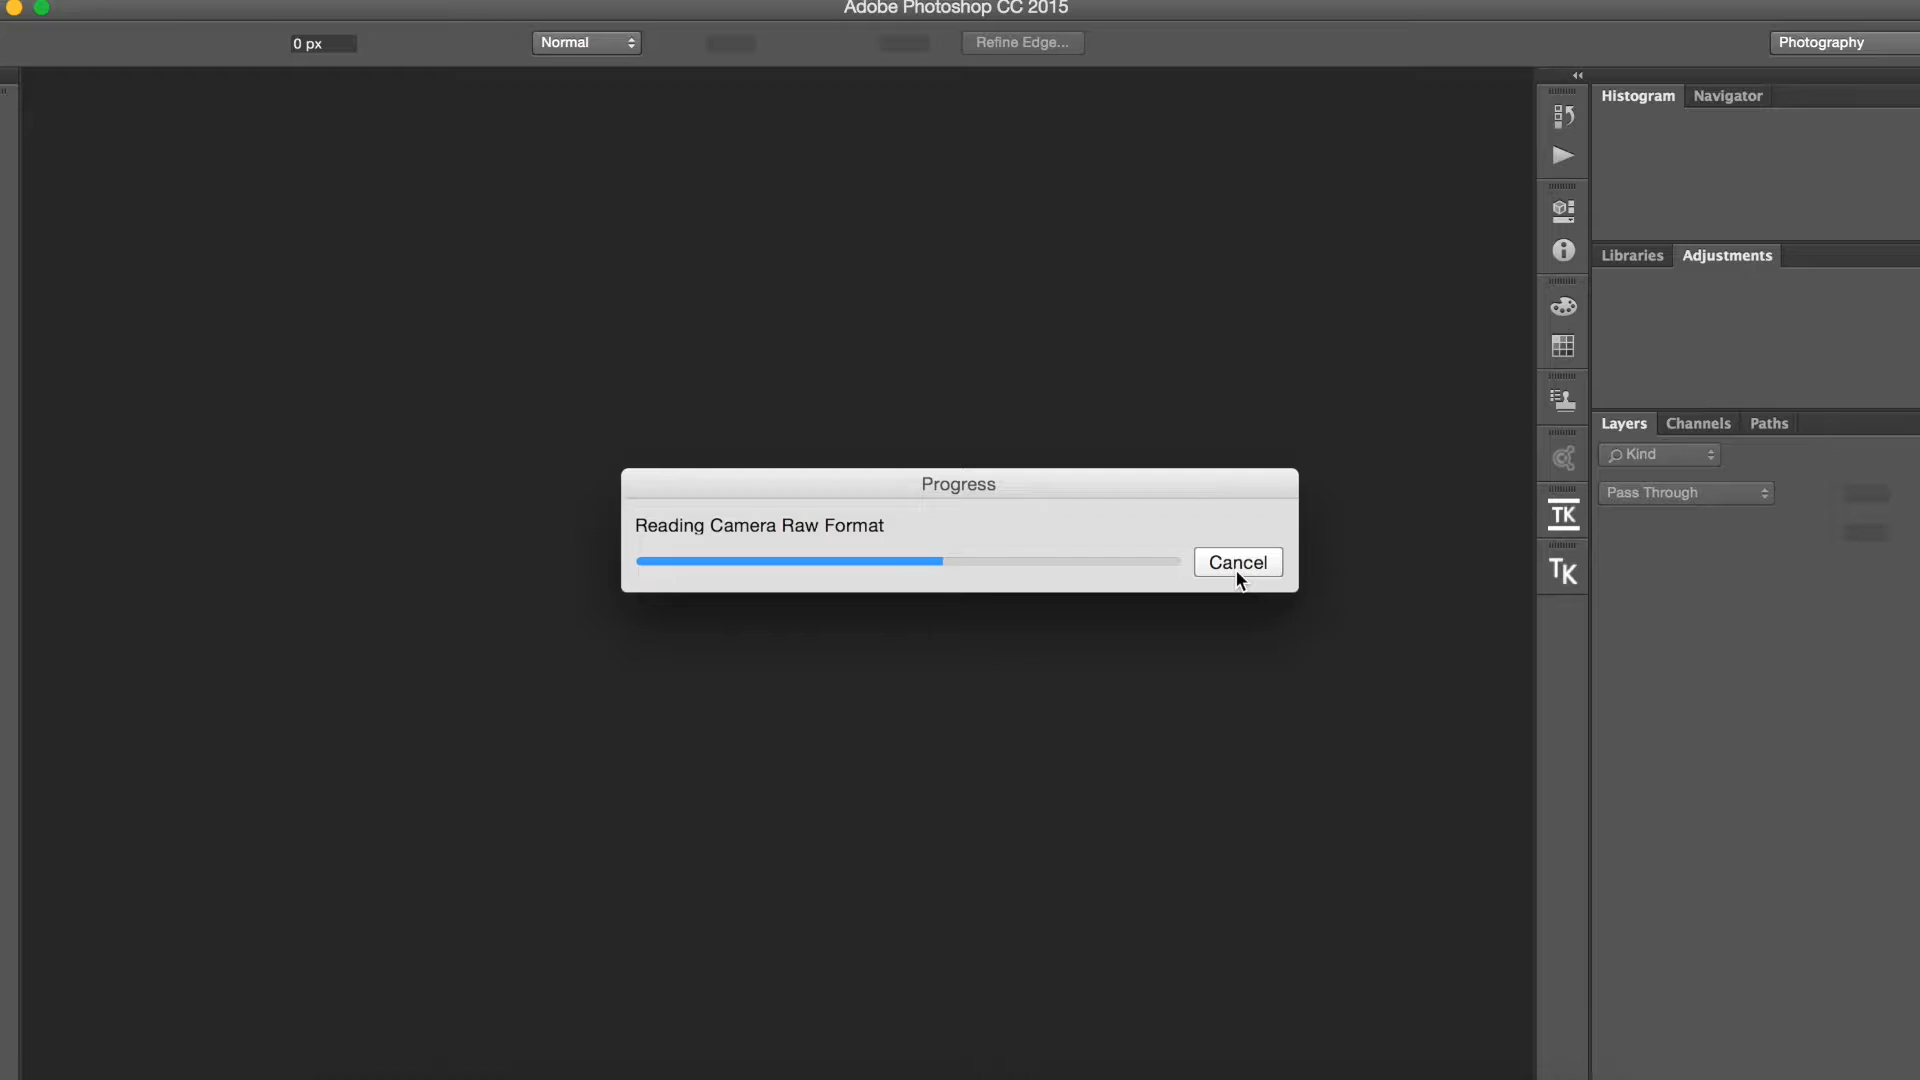 Adobe Photoshop CC 2015
0 px
Normal
Refine Edge...
Photography
Histogram
Navigator
Libraries
Adjustments
Layers
Channels
Paths
Kind
Pass Through
TK
TK
Progress
Reading Camera Raw Format
Cancel